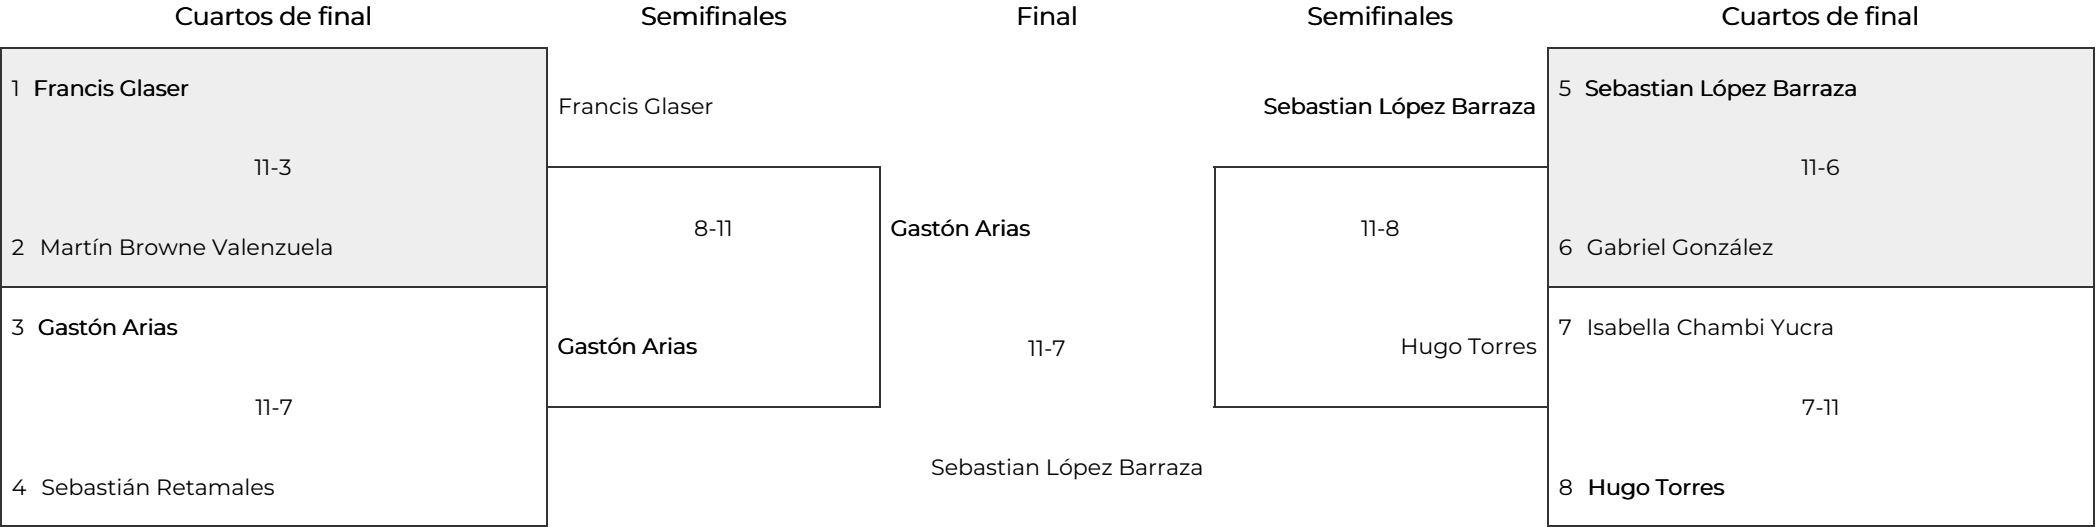 Cuartos de final
Semifinales
Final
Semifinales
Cuartos de final
1 Francis Glaser
11-3
2 Martín Browne Valenzuela
3 Gastón Arias
11-7
4 Sebastián Retamales
Francis Glaser
8-11
Gastón Arias
Gastón Arias
11-7
Sebastian López Barraza
Sebastian López Barraza
11-8
Hugo Torres
5 Sebastian López Barraza
11-6
6 Gabriel González
7 Isabella Chambi Yucra
7-11
8 Hugo Torres